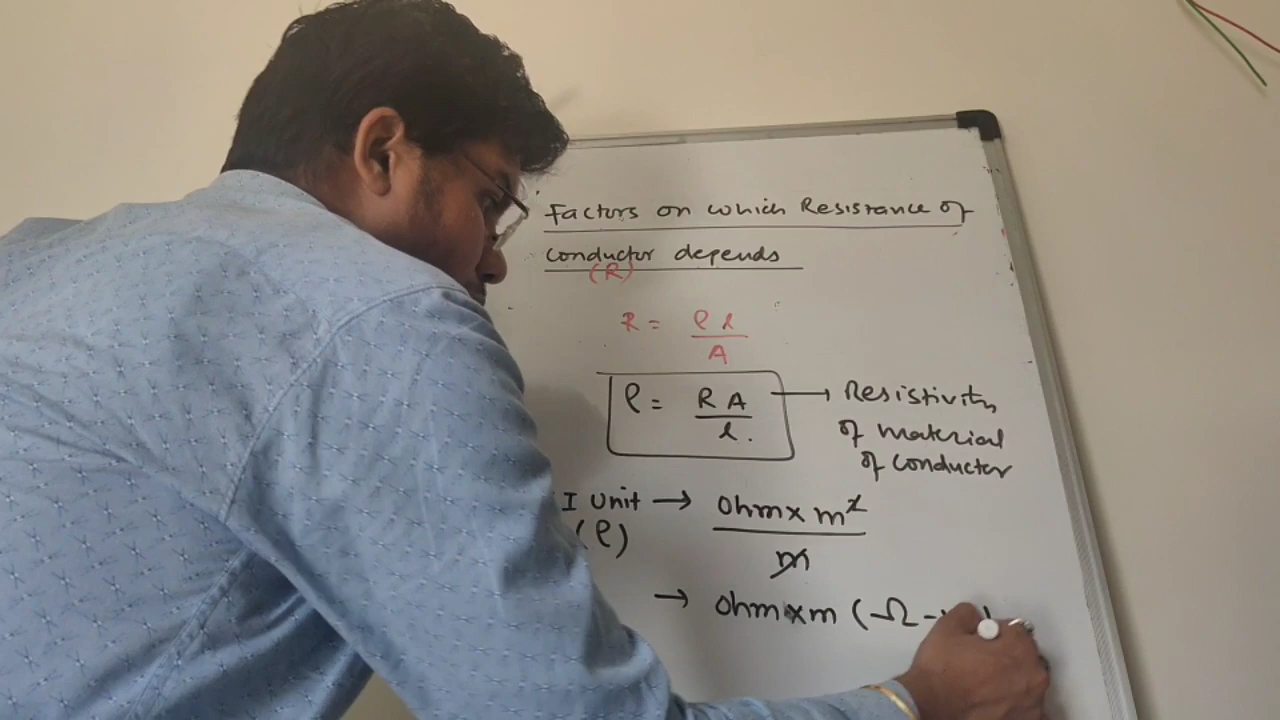 Factors on which Resistance of
conductor depends
(R)
R = ρl
A
ρ = RA
l.
Resistivity
of material
of conductor
I Unit → ohm x m²
(ρ)
m
→ ohm x m (Ω-